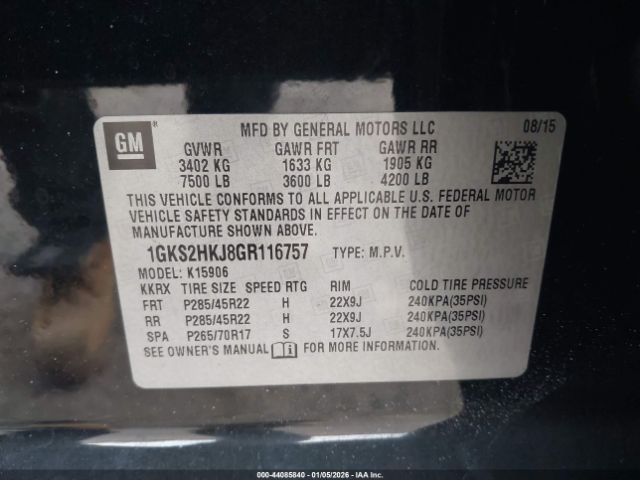 GM ®
MFD BY GENERAL MOTORS LLC 08/15
GVWR GAWR FRT GAWR RR
3402 KG 1633 KG 1905 KG
7500 LB 3600 LB 4200 LB
THIS VEHICLE CONFORMS TO ALL APPLICABLE U.S. FEDERAL MOTOR
VEHICLE SAFETY STANDARDS IN EFFECT ON THE DATE OF
MANUFACTURE SHOWN ABOVE.
1GKS2HKJ8GR116757 TYPE: M.P.V.
MODEL: K15906
KKRX TIRE SIZE SPEED RTG RIM COLD TIRE PRESSURE
FRT P285/45R22 H 22X9J 240KPA(35PSI)
RR P285/45R22 H 22X9J 240KPA(35PSI)
SPA P265/70R17 S 17X7.5J 240KPA(35PSI)
SEE OWNER'S MANUAL FOR MORE INFORMATION.
000-44085840 - 01/05/2026 - IAA Inc.